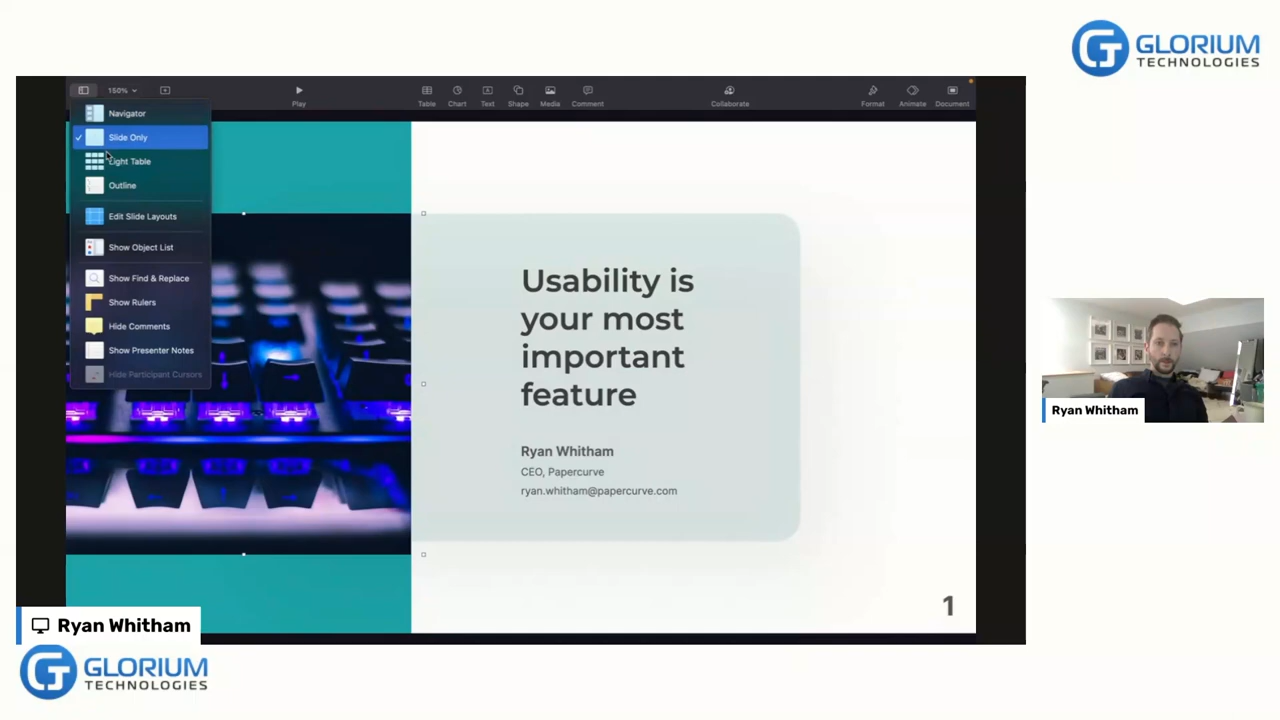 GLORIUM
TECHNOLOGIES
150%
Play
Table
Chart
Text
Shape
Media
Comment
Collaborate
Format
Animate
Document
Navigator
Slide Only
Light Table
Outline
Edit Slide Layouts
Show Object List
Show Find & Replace
Show Rulers
Hide Comments
Show Presenter Notes
Hide Participant Cursors
Usability is
your most
important
feature
Ryan Whitham
CEO, Papercurve
ryan.whitham@papercurve.com
1
Ryan Whitham
Ryan Whitham
GLORIUM
TECHNOLOGIES